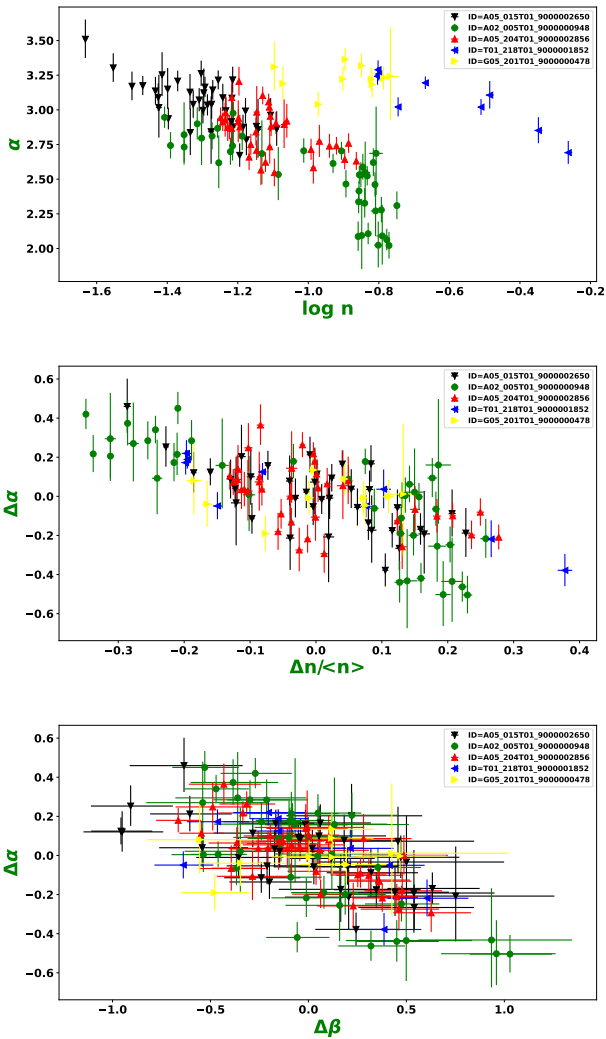 3.50
3.25
3.00
2.75
2.50
2.25
2.00
α
−1.6
−1.4
−1.2
−1.0
−0.8
−0.6
−0.4
−0.2
log n
ID=A05_015T01_9000002650
ID=A02_005T01_9000000948
ID=A05_204T01_9000002856
ID=T01_218T01_9000001852
ID=G05_201T01_9000000478
0.6
0.4
0.2
0.0
−0.2
−0.4
−0.6
Δα
−0.3
−0.2
−0.1
0.0
0.1
0.2
0.3
0.4
Δn/<n>
ID=A05_015T01_9000002650
ID=A02_005T01_9000000948
ID=A05_204T01_9000002856
ID=T01_218T01_9000001852
ID=G05_201T01_9000000478
0.6
0.4
0.2
0.0
−0.2
−0.4
−0.6
Δα
−1.0
−0.5
0.0
0.5
1.0
Δβ
ID=A05_015T01_9000002650
ID=A02_005T01_9000000948
ID=A05_204T01_9000002856
ID=T01_218T01_9000001852
ID=G05_201T01_9000000478